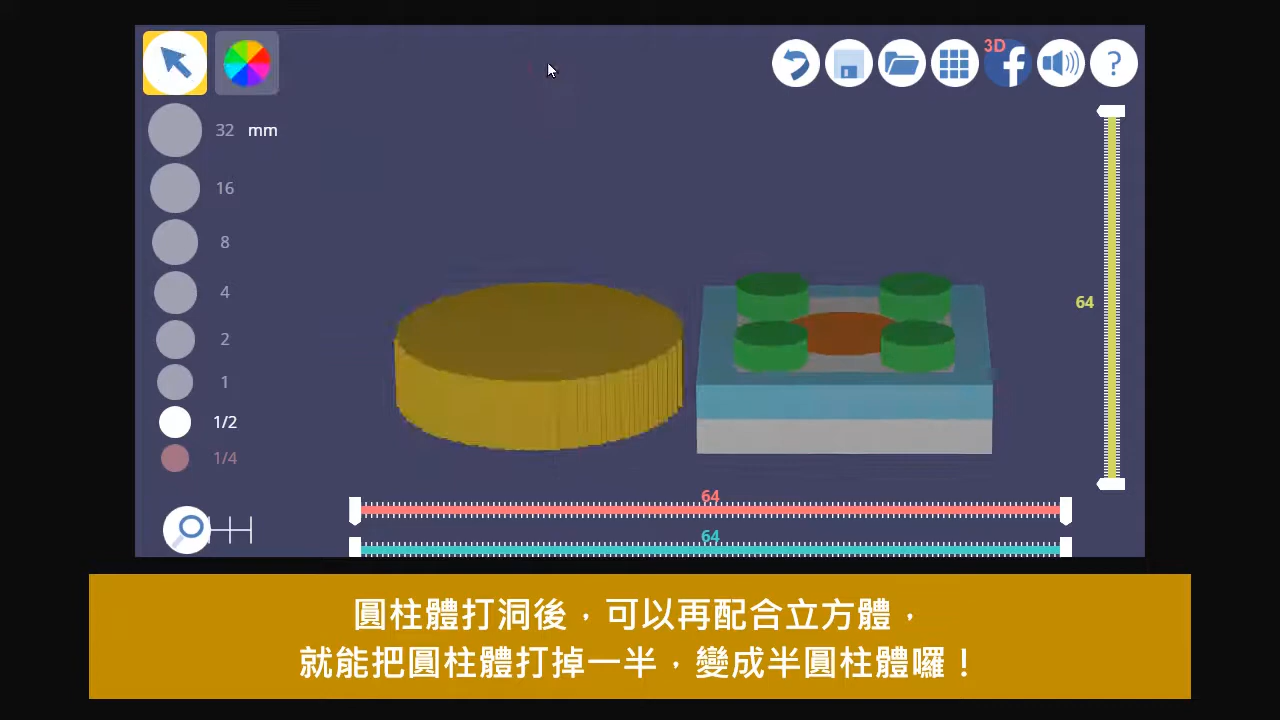 3D
?
32 mm
16
8
4
2
1
1/2
1/4
64
64
64
圓柱體打洞後，可以再配合立方體，
就能把圓柱體打掉一半，變成半圓柱體囉！